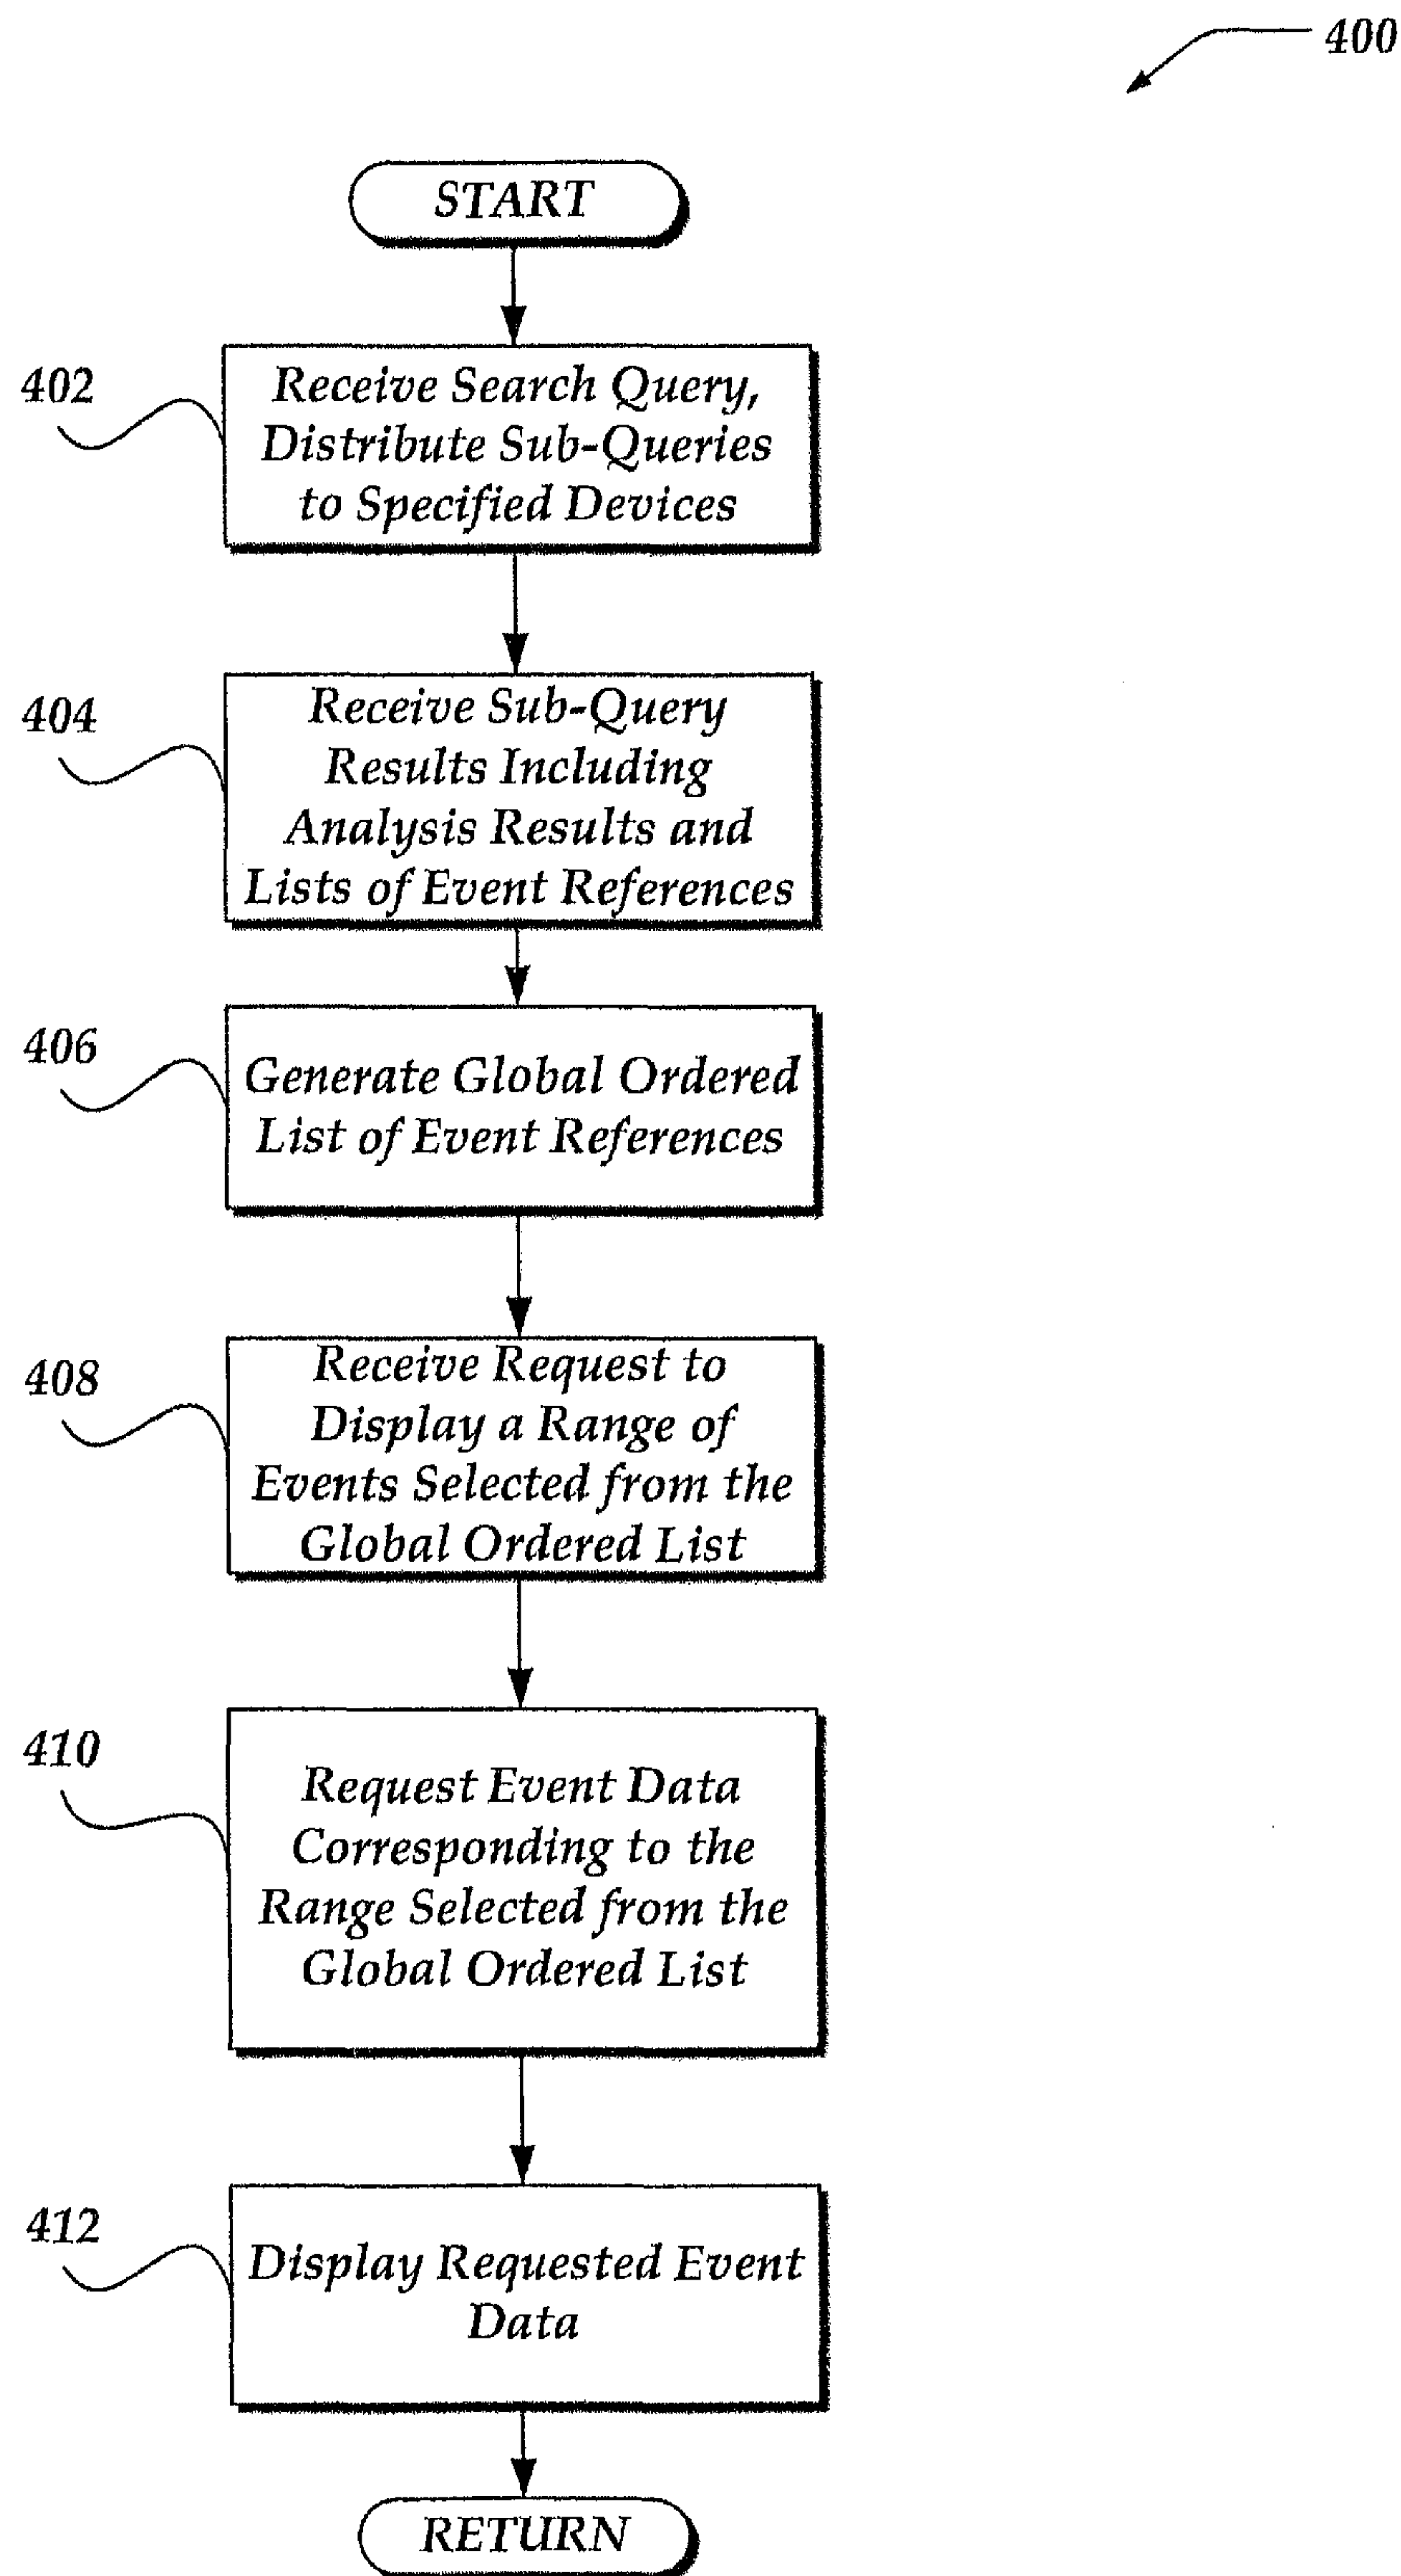 400
START
402
Receive Search Query,
Distribute Sub-Queries
to Specified Devices
404
Receive Sub-Query
Results Including
Analysis Results and
Lists of Event References
406
Generate Global Ordered
List of Event References
408
Receive Request to
Display a Range of
Events Selected from the
Global Ordered List
410
Request Event Data
Corresponding to the
Range Selected from the
Global Ordered List
412
Display Requested Event
Data
RETURN